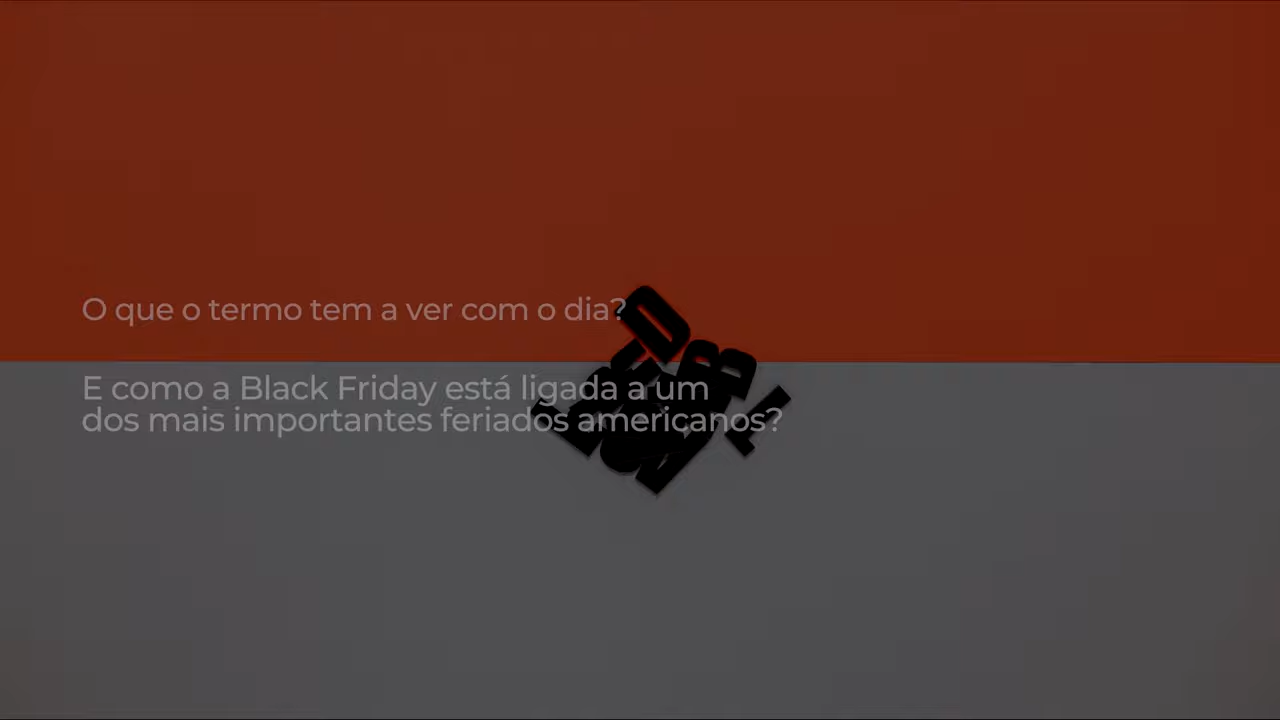 O que o termo tem a ver com o dia?
E como a Black Friday está ligada a um
dos mais importantes feriados americanos?